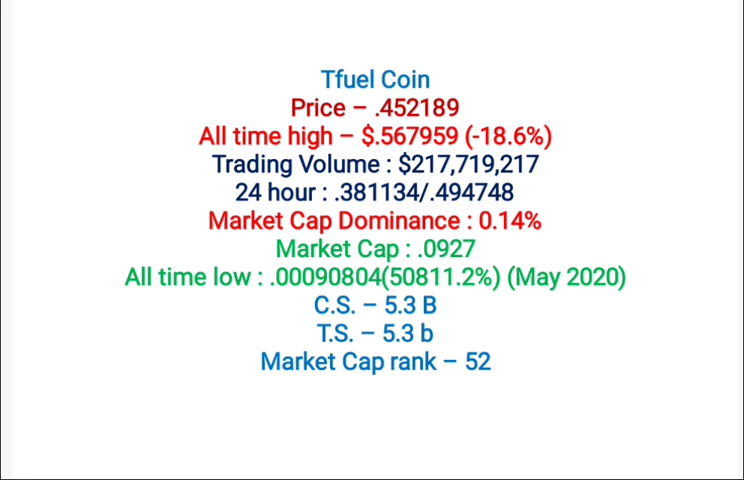 Tfuel Coin
Price – .452189
All time high – $.567959 (-18.6%)
Trading Volume : $217,719,217
24 hour : .381134/.494748
Market Cap Dominance : 0.14%
Market Cap : .0927
All time low : .00090804(50811.2%) (May 2020)
C.S. – 5.3 B
T.S. – 5.3 b
Market Cap rank – 52